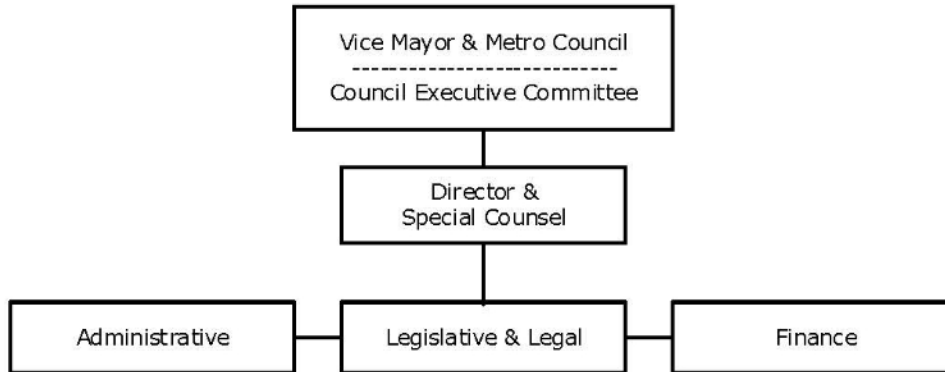 Vice Mayor & Metro Council
----------------------------
Council Executive Committee
Director &
Special Counsel
Administrative
Legislative & Legal
Finance